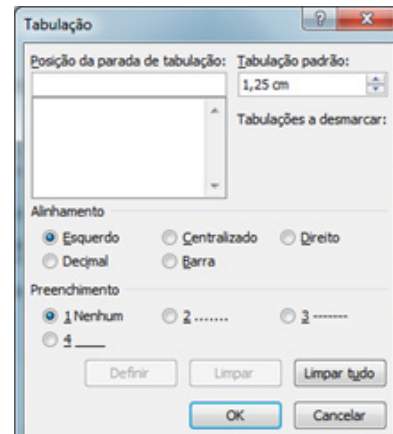 Tabulação
Posição da parada de tabulação: Tabulação padrão:
1,25 cm
Tabulações a desmarcar:
Alinhamento
Esquerdo Centralizado Direito
Decimal Barra
Preenchimento
1 Nenhum 2 ....... 3 -------
4 ____
Definir Limpar Limpar tudo
OK Cancelar